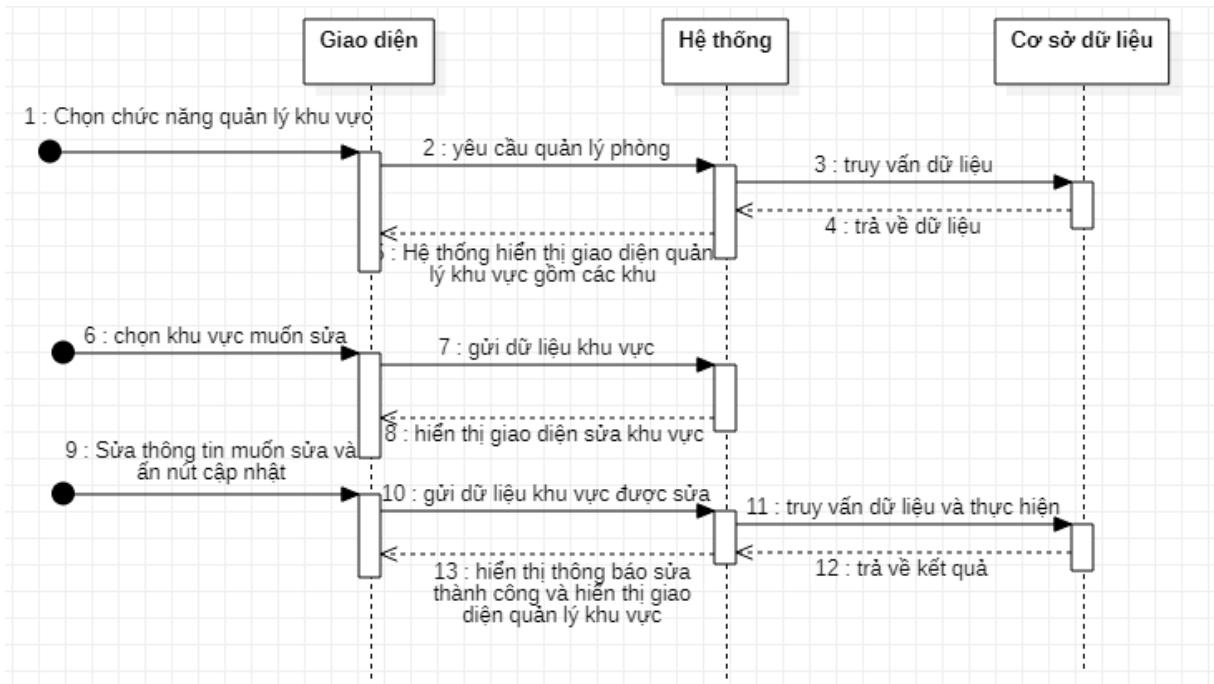 Giao diện
Hệ thống
Cơ sở dữ liệu
1 : Chọn chức năng quản lý khu vực
2 : yêu cầu quản lý phòng
3 : truy vấn dữ liệu
4 : trả về dữ liệu
5 : Hệ thống hiển thị giao diện quản
lý khu vực gồm các khu
6 : chọn khu vực muốn sửa
7 : gửi dữ liệu khu vực
8 : hiển thị giao diện sửa khu vực
9 : Sửa thông tin muốn sửa và
ấn nút cập nhật
10 : gửi dữ liệu khu vực được sửa
11 : truy vấn dữ liệu và thực hiện
12 : trả về kết quả
13 : hiển thị thông báo sửa
thành công và hiển thị giao
diện quản lý khu vực